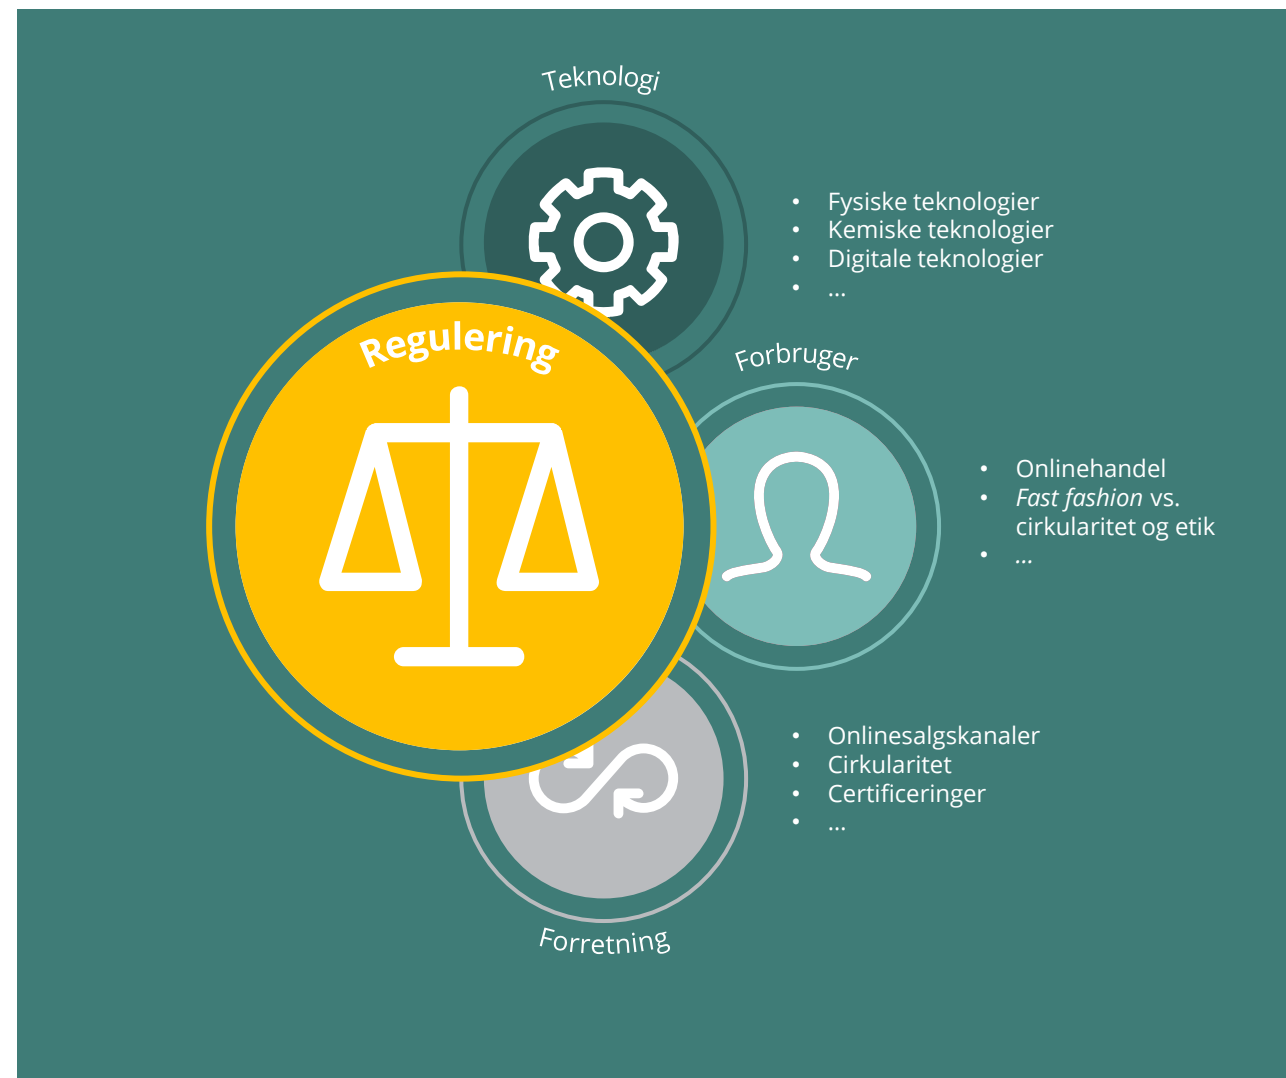 Teknologi
• Fysiske teknologier
• Kemiske teknologier
• Digitale teknologier
• ...
Regulering
Forbruger
• Onlinehandel
• Fast fashion vs.
cirkularitet og etik
• ...
• Onlinesalgskanaler
• Cirkularitet
• Certificeringer
• ...
Forretning